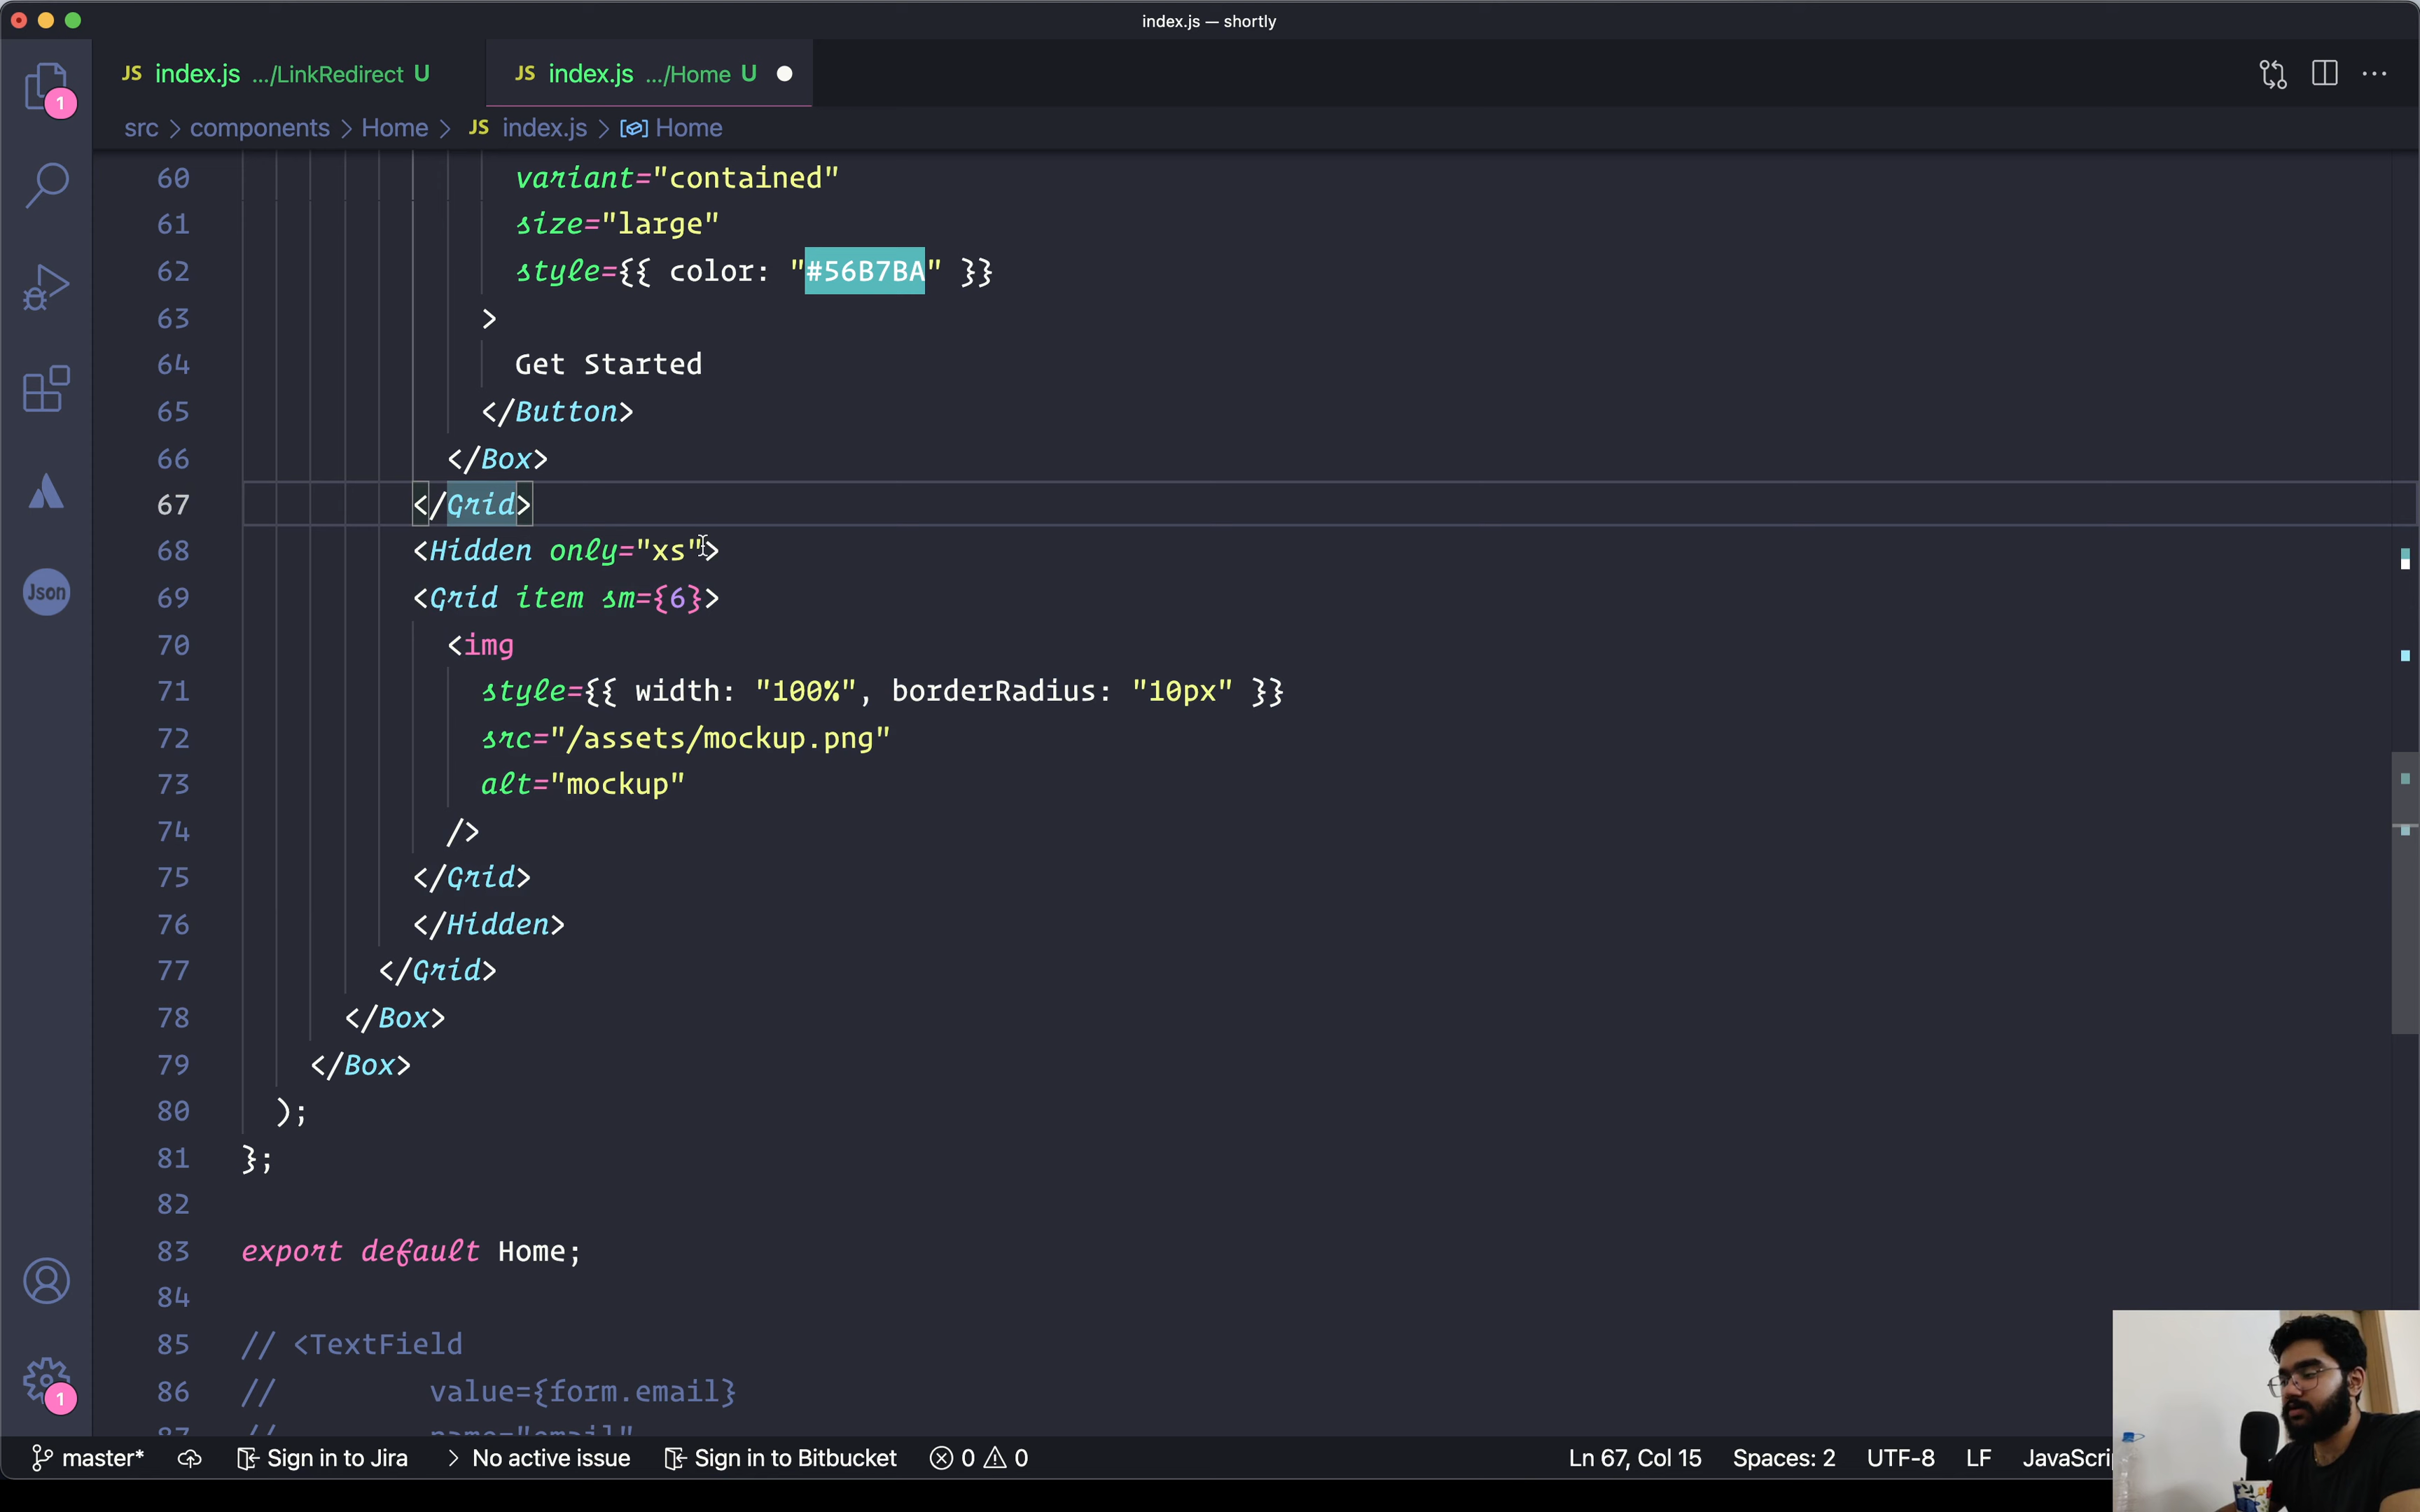 index.js — shortly
JS index.js .../LinkRedirect U
JS index.js .../Home U
src > components > Home > JS index.js > Home
60 variant="contained"
61 size="large"
62 style={{ color: "#56B7BA" }}
63 >
64 Get Started
65 </Button>
66 </Box>
67 </Grid>
68 <Hidden only="xs">
69 <Grid item sm={6}>
70 <img
71 style={{ width: "100%", borderRadius: "10px" }}
72 src="/assets/mockup.png"
73 alt="mockup"
74 />
75 </Grid>
76 </Hidden>
77 </Grid>
78 </Box>
79 </Box>
80 );
81 };
82
83 export default Home;
84
85 // <TextField
86 // value={form.email}
87 // name="email"
1
Json
1
master* Sign in to Jira > No active issue Sign in to Bitbucket 0 0 Ln 67, Col 15 Spaces: 2 UTF-8 LF JavaScri